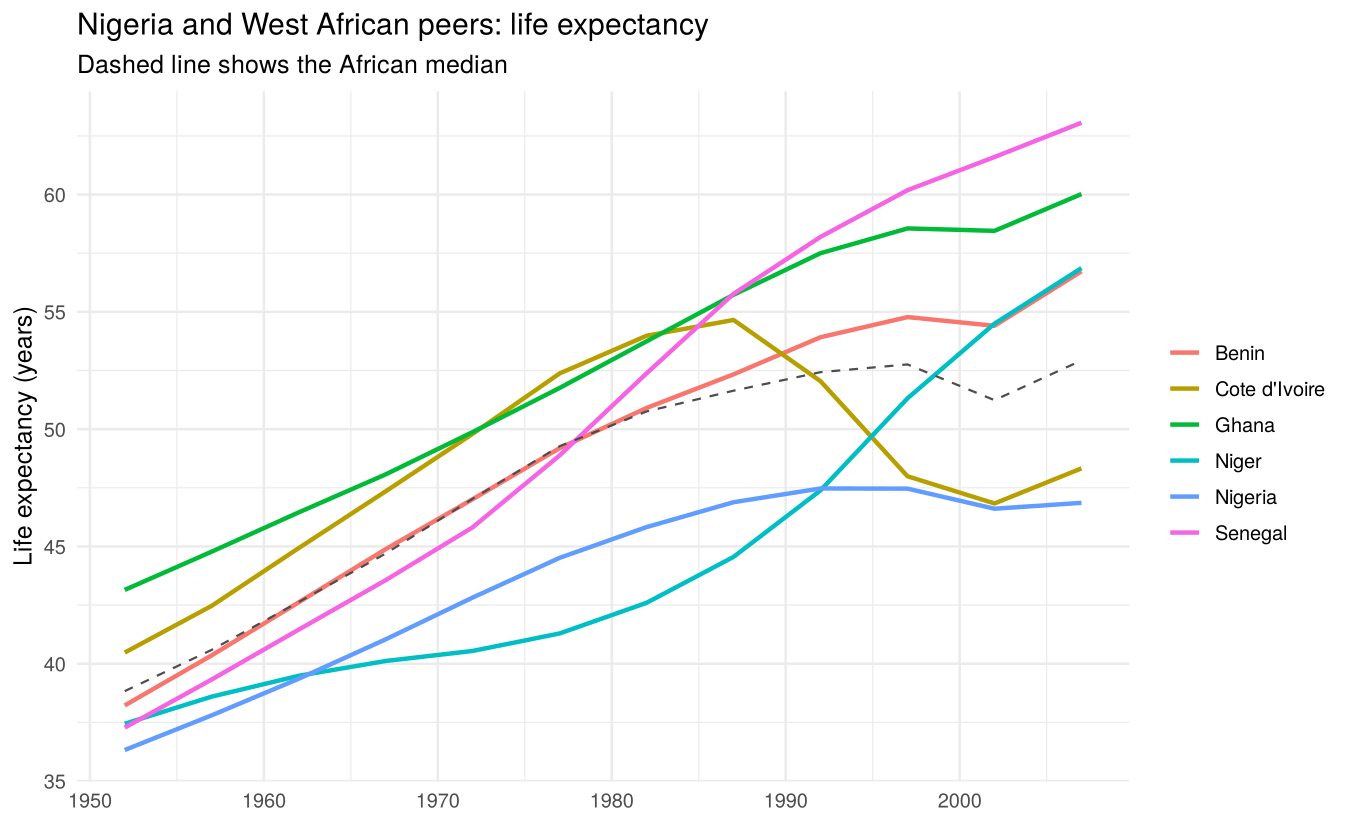 Nigeria and West African peers: life expectancy
Dashed line shows the African median
Life expectancy (years)
60
55
50
45
40
35
1950
1960
1970
1980
1990
2000
Benin
Cote d'Ivoire
Ghana
Niger
Nigeria
Senegal